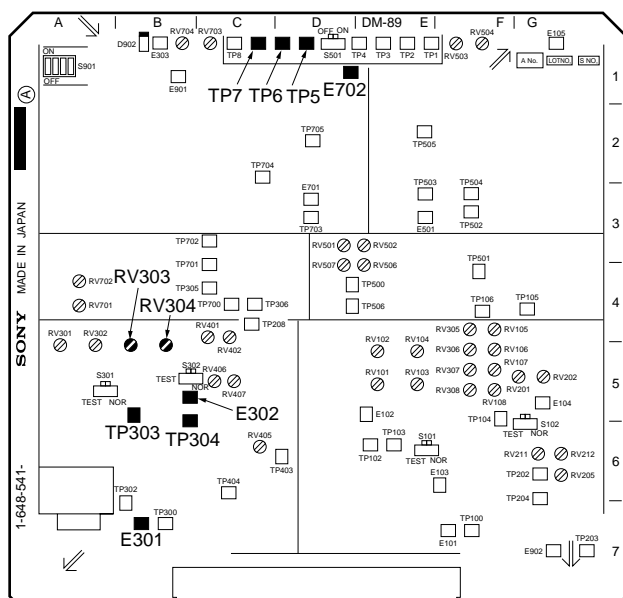 A B C D DM-89 E F G
D902 E303 RV704 RV703 TP8 OFF ON S501 TP4 TP3 TP2 TP1 RV503 RV504 E105
ON S901 OFF
E901 TP7 TP6 TP5 E702 A No. LOTNO. S NO. 1
A
TP705 TP505 2
TP704
E701 TP503 TP504
TP703 E501 TP502 3
TP702 RV501 RV502
TP701 RV507 RV506 TP501
RV702 RV303 TP305 TP500
RV701 RV304 TP700 TP306 TP506 TP106 TP105 4
TP208
RV301 RV302 RV401 RV402 RV305 RV105
RV102 RV104 RV306 RV106
S302 TEST NOR RV406 RV407 RV101 RV103 RV307 RV107 RV202 5
S301 TEST NOR RV308 RV201
E302 E102 RV108 E104
TP303 TP304 TP104 S102 TEST NOR
RV405 TP403 TP102 TP103 S101 TEST NOR RV211 RV212 6
TP202 RV205
TP302 TP404 E103 TP204
TP300 E101 TP100
E301 E902 TP203 7
SONY MADE IN JAPAN
1-648-541-